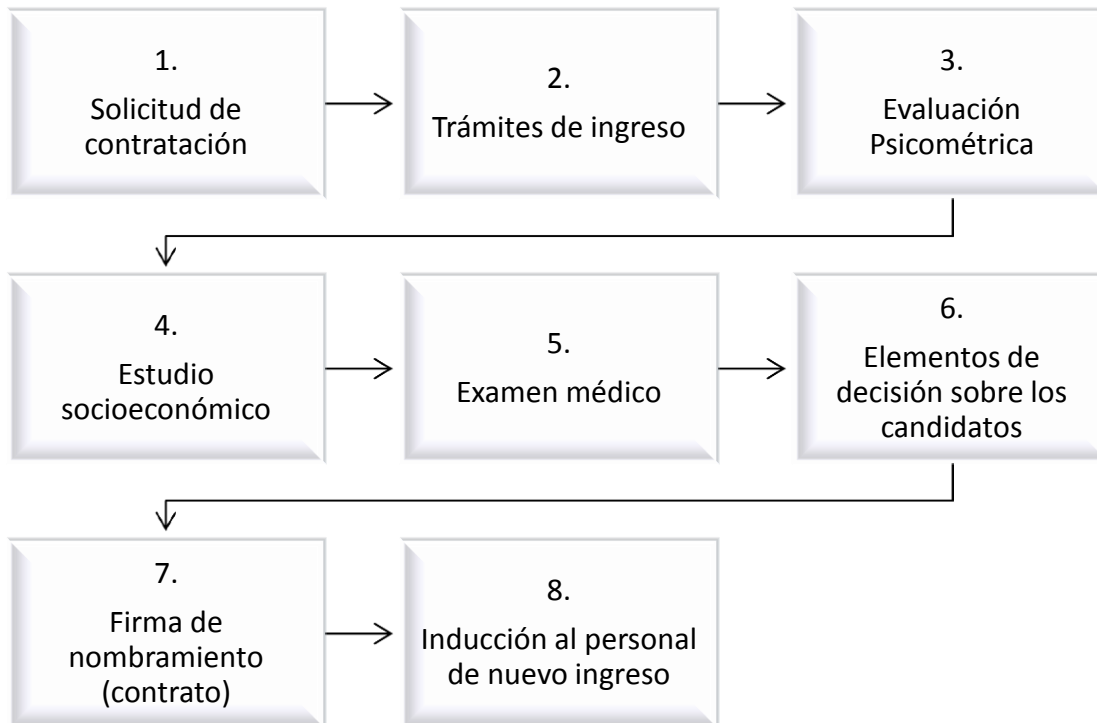 1.
Solicitud de
contratación
2.
Trámites de ingreso
3.
Evaluación
Psicométrica
4.
Estudio
socioeconómico
5.
Examen médico
6.
Elementos de
decisión sobre los
candidatos
7.
Firma de
nombramiento
(contrato)
8.
Inducción al personal
de nuevo ingreso